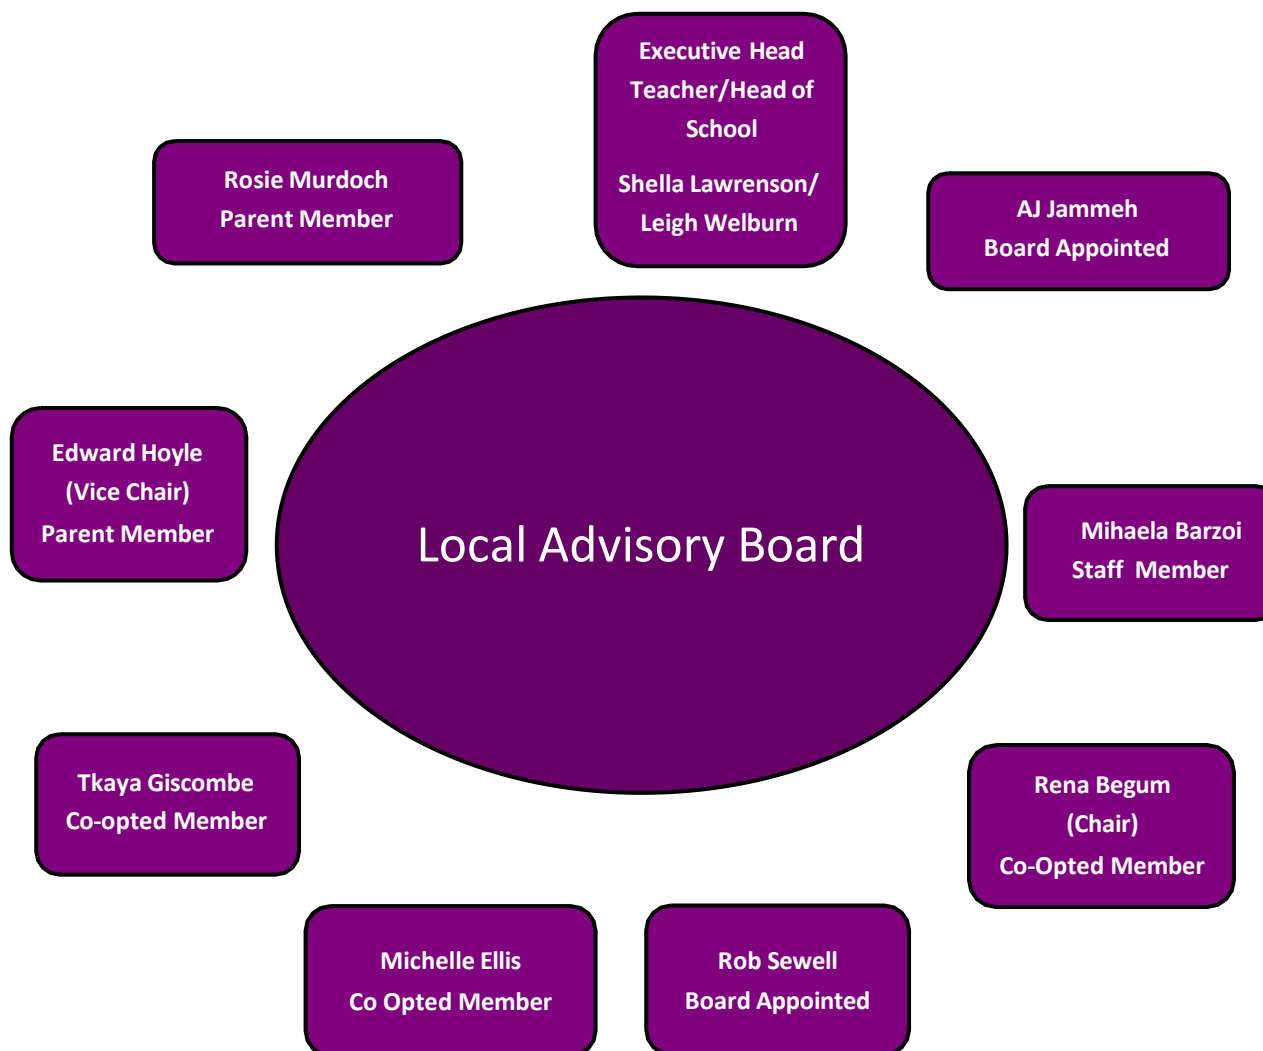 Executive Head
Teacher/Head of
School
Shella Lawrenson/
Leigh Welburn
Rosie Murdoch
Parent Member
AJ Jammeh
Board Appointed
Edward Hoyle
(Vice Chair)
Parent Member
Local Advisory Board
Mihaela Barzoi
Staff Member
Tkaya Giscombe
Co-opted Member
Rena Begum
(Chair)
Co-Opted Member
Michelle Ellis
Co Opted Member
Rob Sewell
Board Appointed